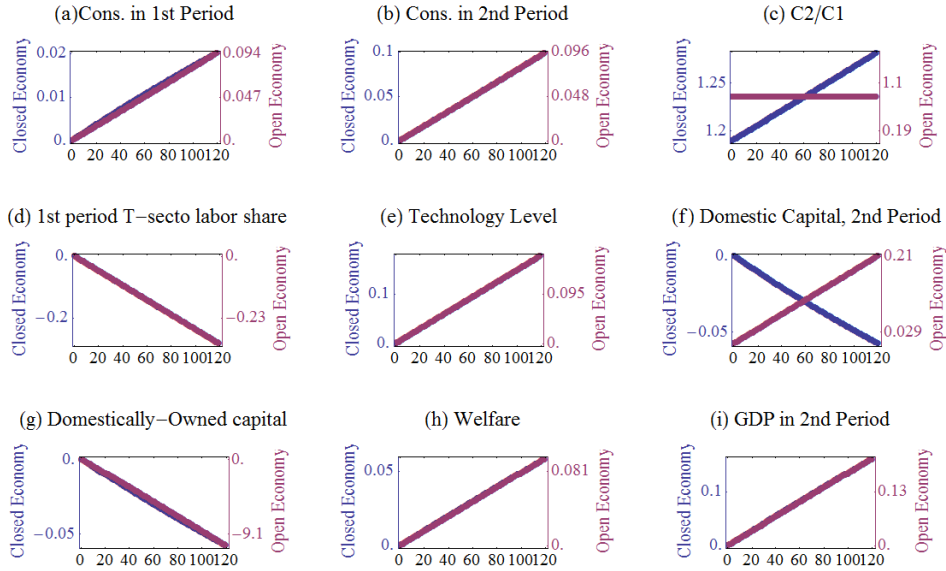 (a)Cons. in 1st Period
(b) Cons. in 2nd Period
(c) C2/C1
Closed Economy
0.02
0.01
0.
0.094
0.047
0.
Open Economy
0 20 40 60 80 100120
Closed Economy
0.1
0.05
0.
0.096
0.048
0.
Open Economy
0 20 40 60 80 100120
Closed Economy
1.25
1.2
1.1
0.19
Open Economy
0 20 40 60 80 100 120
(d) 1st period T-secto labor share
(e) Technology Level
(f) Domestic Capital, 2nd Period
Closed Economy
0.
-0.2
0.
-0.23
Open Economy
0 20 40 60 80 100120
Closed Economy
0.1
0.
0.095
0.
Open Economy
0 20 40 60 80 100120
Closed Economy
0.
-0.05
0.21
0.029
Open Economy
0 20 40 60 80 100120
(g) Domestically-Owned capital
(h) Welfare
(i) GDP in 2nd Period
Closed Economy
0.
-0.05
0.
-9.1
Open Economy
0 20 40 60 80 100120
Closed Economy
0.05
0.
0.081
0.
Open Economy
0 20 40 60 80 100120
Closed Economy
0.1
0.
0.13
0.
Open Economy
0 20 40 60 80 100120